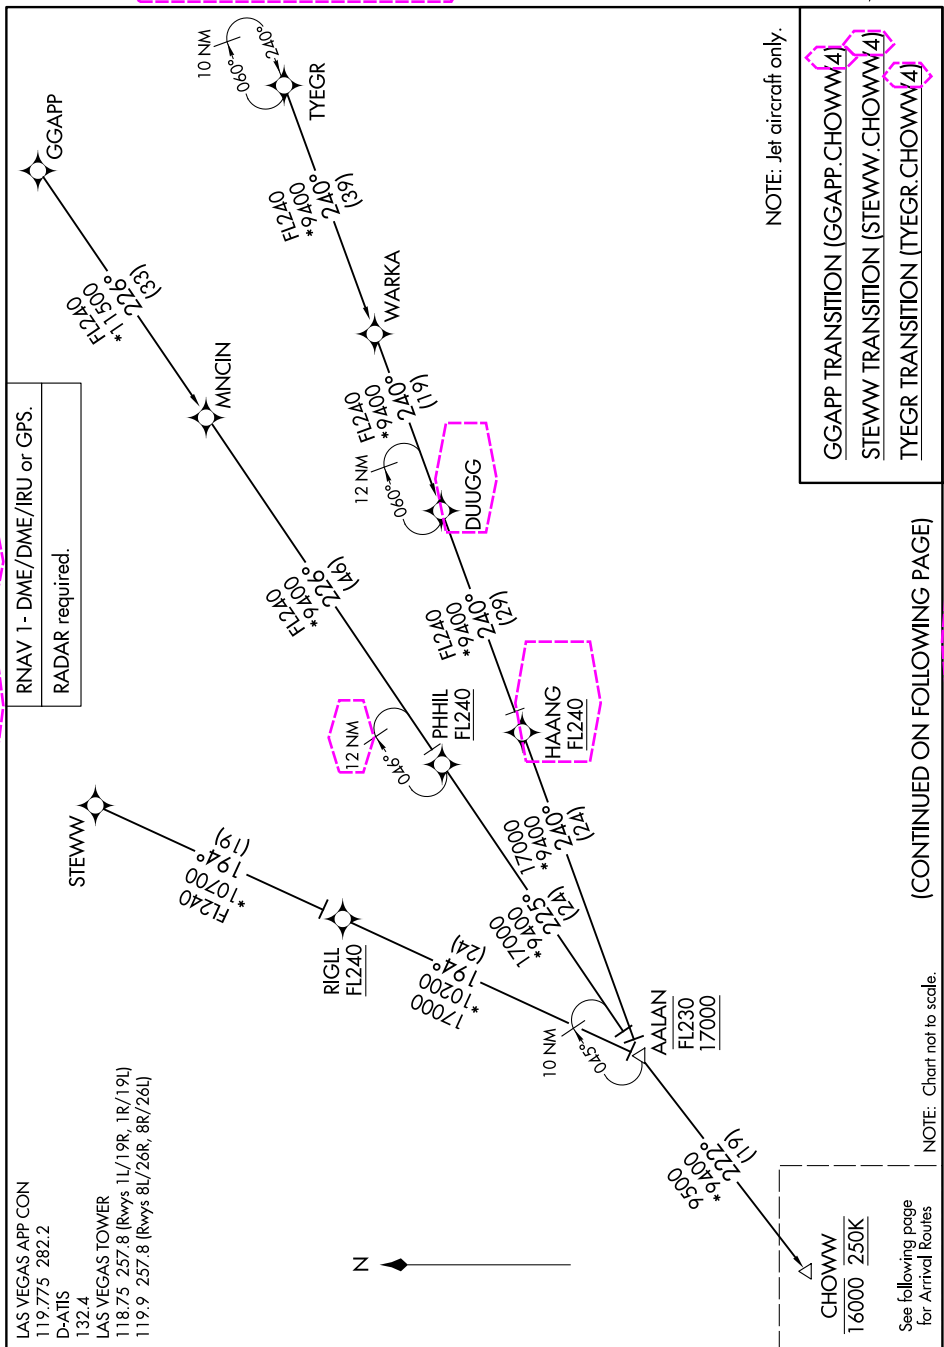 LAS VEGAS APP CON
119.775 282.2
D-ATIS
132.4
LAS VEGAS TOWER
118.75 257.8 (Rwys 1L/19R, 1R/19L)
119.9 257.8 (Rwys 8L/26R, 8R/26L)
RNAV 1- DME/DME/IRU or GPS.
RADAR required.
STEWW
FL240
*10700
194°
(19)
RIGLL
FL240
17000
*10200
194°
(24)
GGAPP
FL240
*11500
226°
(33)
MNCIN
FL240
*9400
226°
(46)
12 NM
046°
PHHIL
FL240
17000
*9400
225°
(24)
10 NM
060°
240°
TYEGR
FL240
*9400
240°
(39)
WARKA
FL240
*9400
240°
(19)
12 NM
060°
DUUGG
FL240
*9400
240°
(29)
HAANG
FL240
17000
*9400
240°
(24)
10 NM
045°
AALAN
FL230
17000
9500
*9400
222°
(19)
N
CHOWW
16000 250K
See following page
for Arrival Routes
NOTE: Chart not to scale.
(CONTINUED ON FOLLOWING PAGE)
NOTE: Jet aircraft only.
GGAPP TRANSITION (GGAPP.CHOWW4)
STEWW TRANSITION (STEWW.CHOWW4)
TYEGR TRANSITION (TYEGR.CHOWW4)